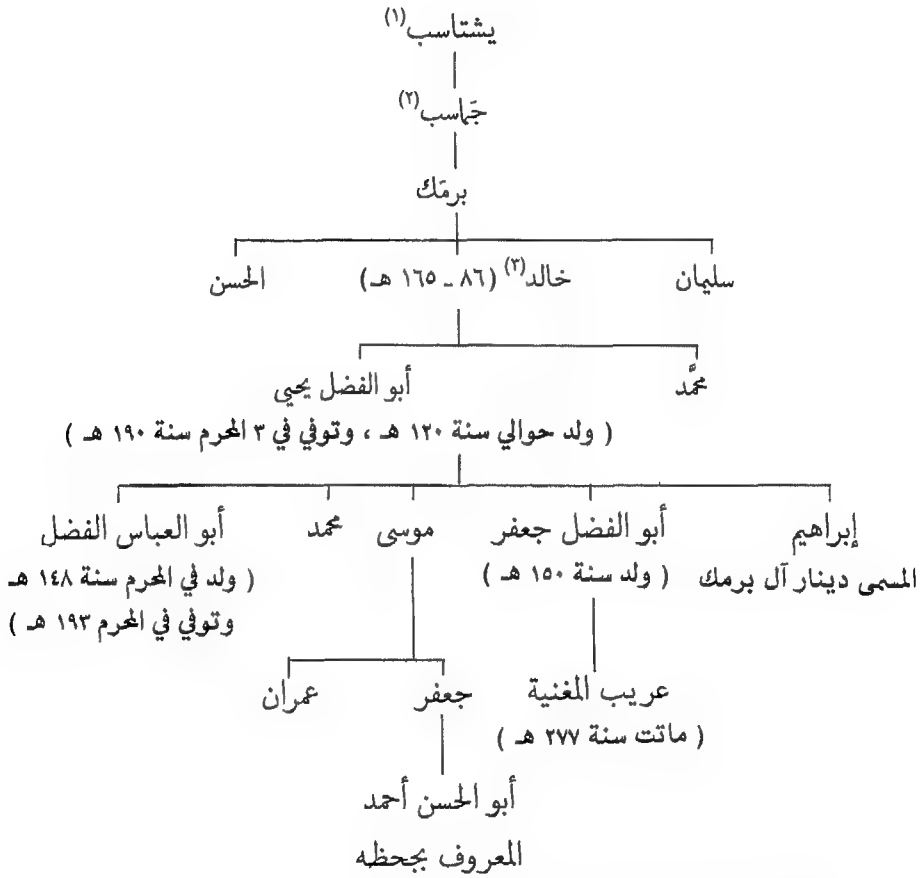 يشتاسب (١)
جَماسب (٢)
برمَك
سليمان خالد (٣) (٨٦ ـ ١٦٥ هـ) الحسن
محمَّد أبو الفضل يحيى
( ولد حوالي سنة ١٢٠ هـ ، وتوفي في ٣ المحرم سنة ١٩٠ هـ )
إبراهيم أبو الفضل جعفر موسى محمد أبو العباس الفضل
المسمى دينار آل برمك ( ولد سنة ١٥٠ هـ ) ( ولد في المحرم سنة ١٤٨ هـ
وتوفي في المحرم ١٩٣ هـ )
عريب المغنية جعفر عمران
( ماتت سنة ٢٧٧ هـ )
أبو الحسن أحمد
المعروف بجحظه